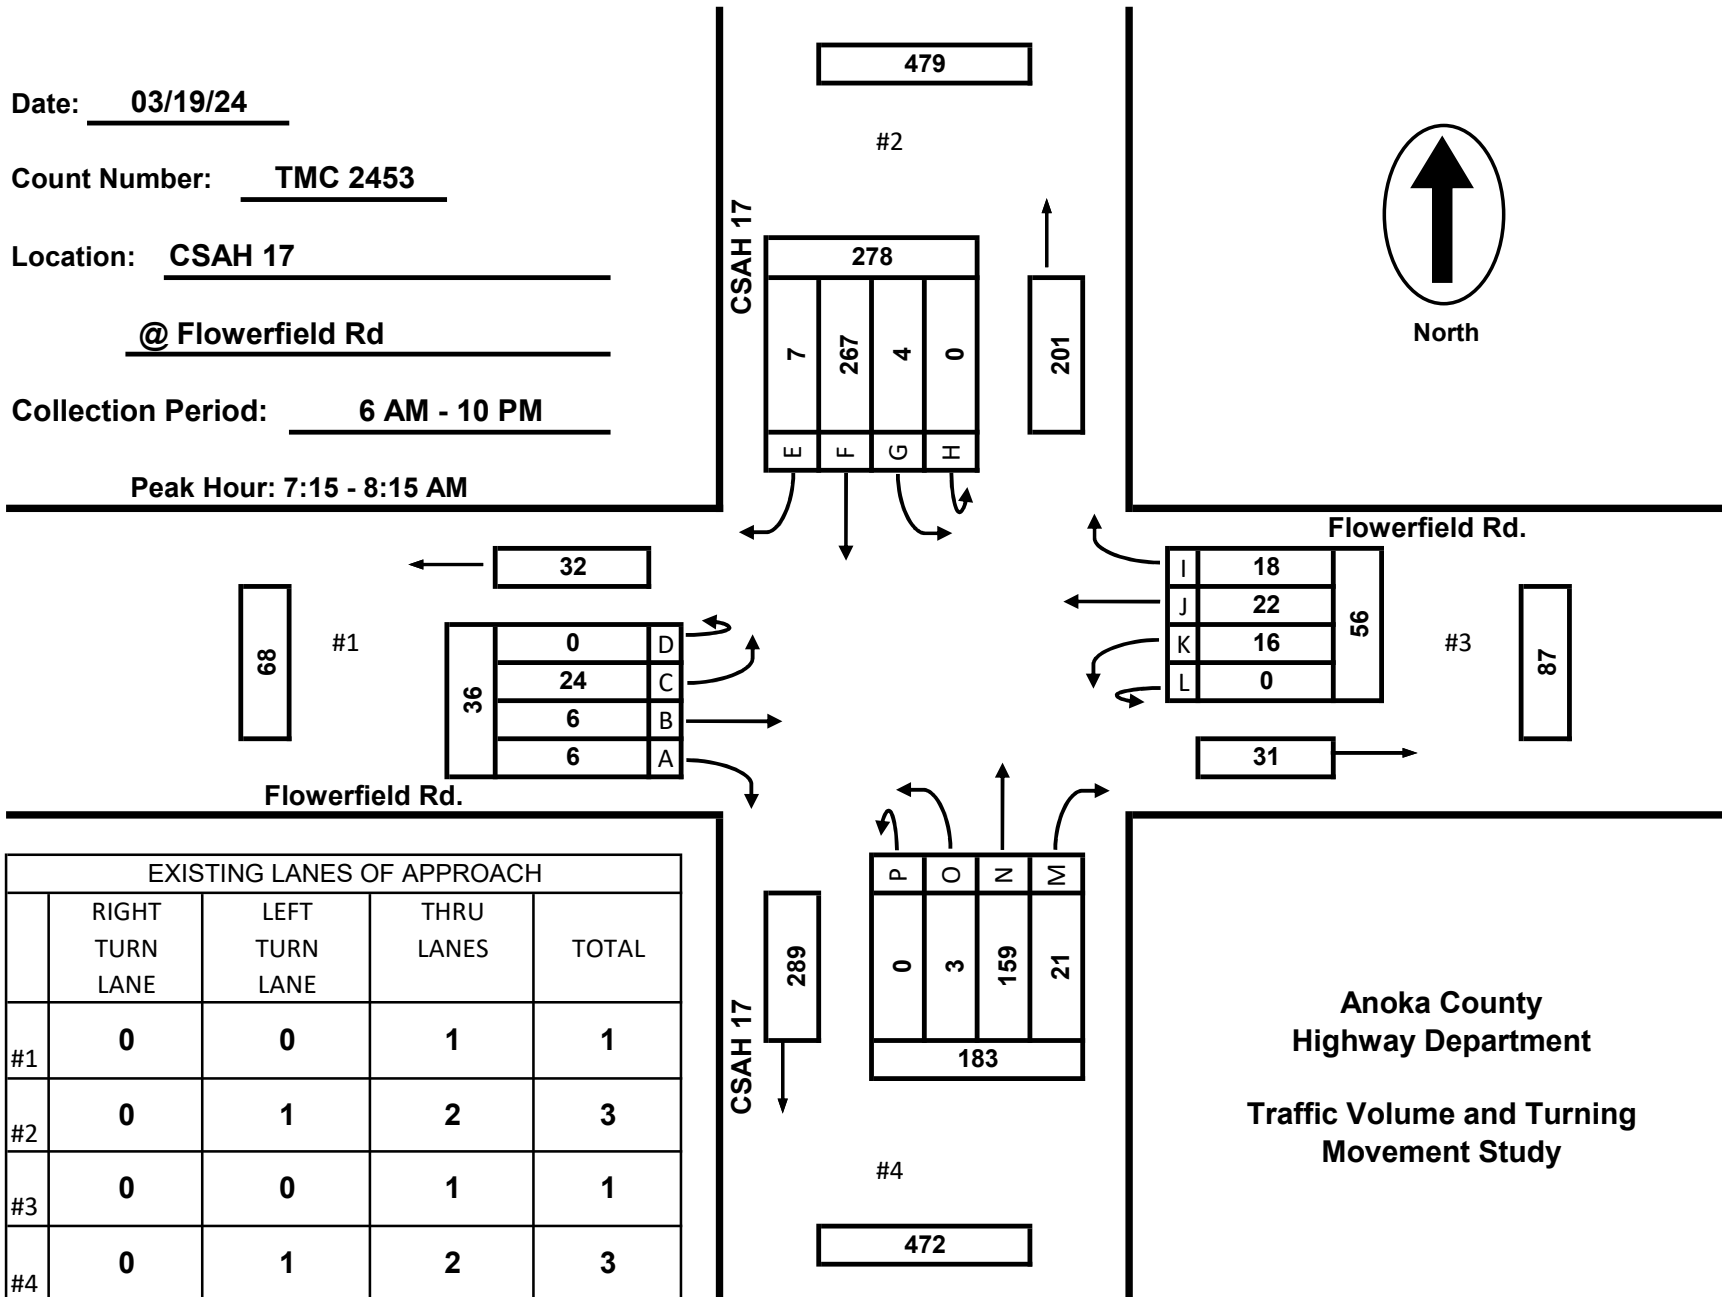 Date: 03/19/24
Count Number: TMC 2453
Location: CSAH 17
@ Flowerfield Rd
Collection Period: 6 AM - 10 PM
Peak Hour: 7:15 - 8:15 AM
479
#2
CSAH 17
278
7 267 4 0
E F G H
201
North
Flowerfield Rd.
32
68
#1
36
0 D
24 C
6 B
6 A
Flowerfield Rd.
I 18
J 22
K 16
L 0
56
#3
87
31
EXISTING LANES OF APPROACH
RIGHT LEFT THRU
TURN TURN LANES TOTAL
LANE LANE
#1 0 0 1 1
#2 0 1 2 3
#3 0 0 1 1
#4 0 1 2 3
289
CSAH 17
P O N M
0 3 159 21
183
#4
472
Anoka County
Highway Department
Traffic Volume and Turning
Movement Study